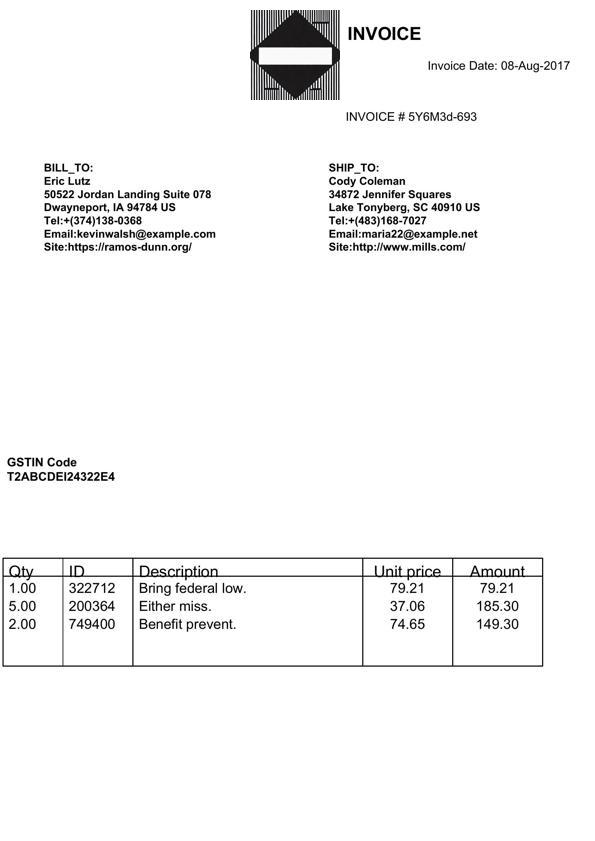 INVOICE
Invoice Date: 08-Aug-2017
INVOICE # 5Y6M3d-693
BILL_TO:
Eric Lutz
50522 Jordan Landing Suite 078
Dwayneport, IA 94784 US
Tel:+(374)138-0368
Email:kevinwalsh@example.com
Site:https://ramos-dunn.org/
SHIP_TO:
Cody Coleman
34872 Jennifer Squares
Lake Tonyberg, SC 40910 US
Tel:+(483)168-7027
Email:maria22@example.net
Site:http://www.mills.com/
GSTIN Code
T2ABCDEI24322E4
Qty ID Description Unit price Amount
1.00 322712 Bring federal low. 79.21 79.21
5.00 200364 Either miss. 37.06 185.30
2.00 749400 Benefit prevent. 74.65 149.30